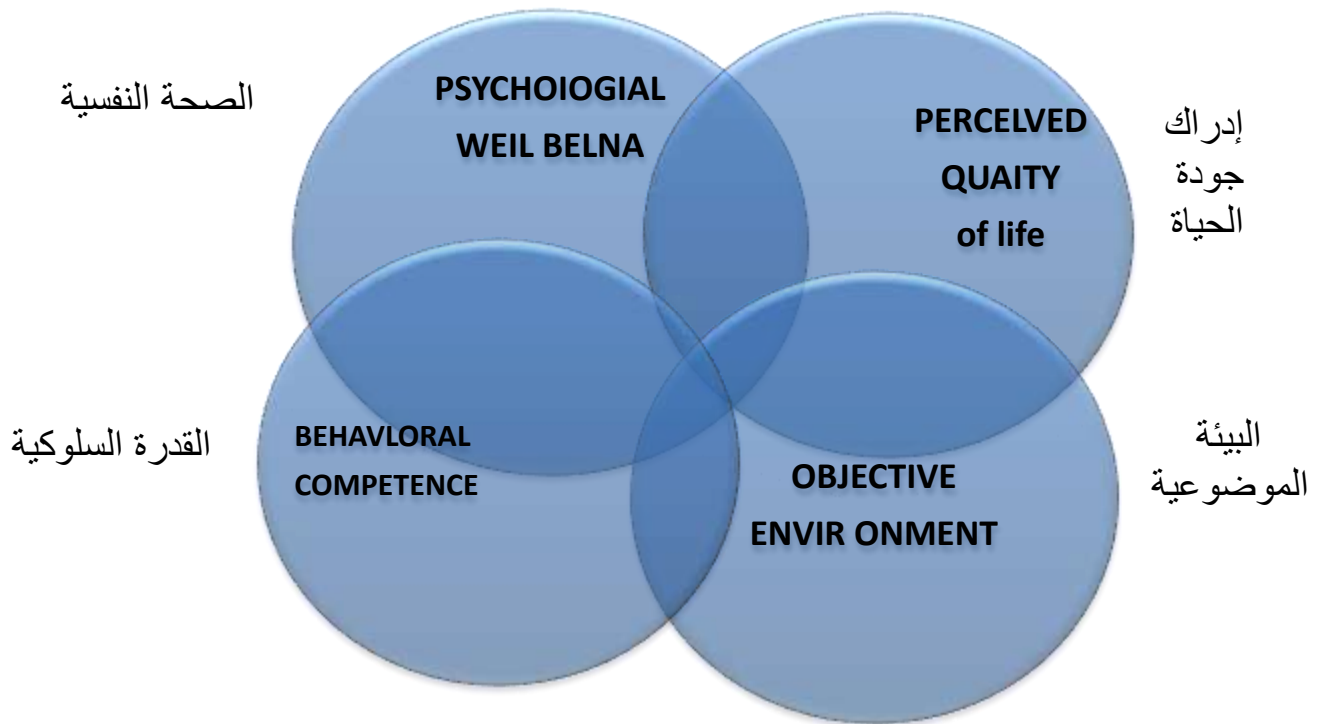 الصحة النفسية
PSYCHOIOGIAL
WEIL BELNA
PERCELVED
QUAITY
of life
إدراك
جودة
الحياة
القدرة السلوكية
BEHAVLORAL
COMPETENCE
OBJECTIVE
ENVIR ONMENT
البيئة
الموضوعية